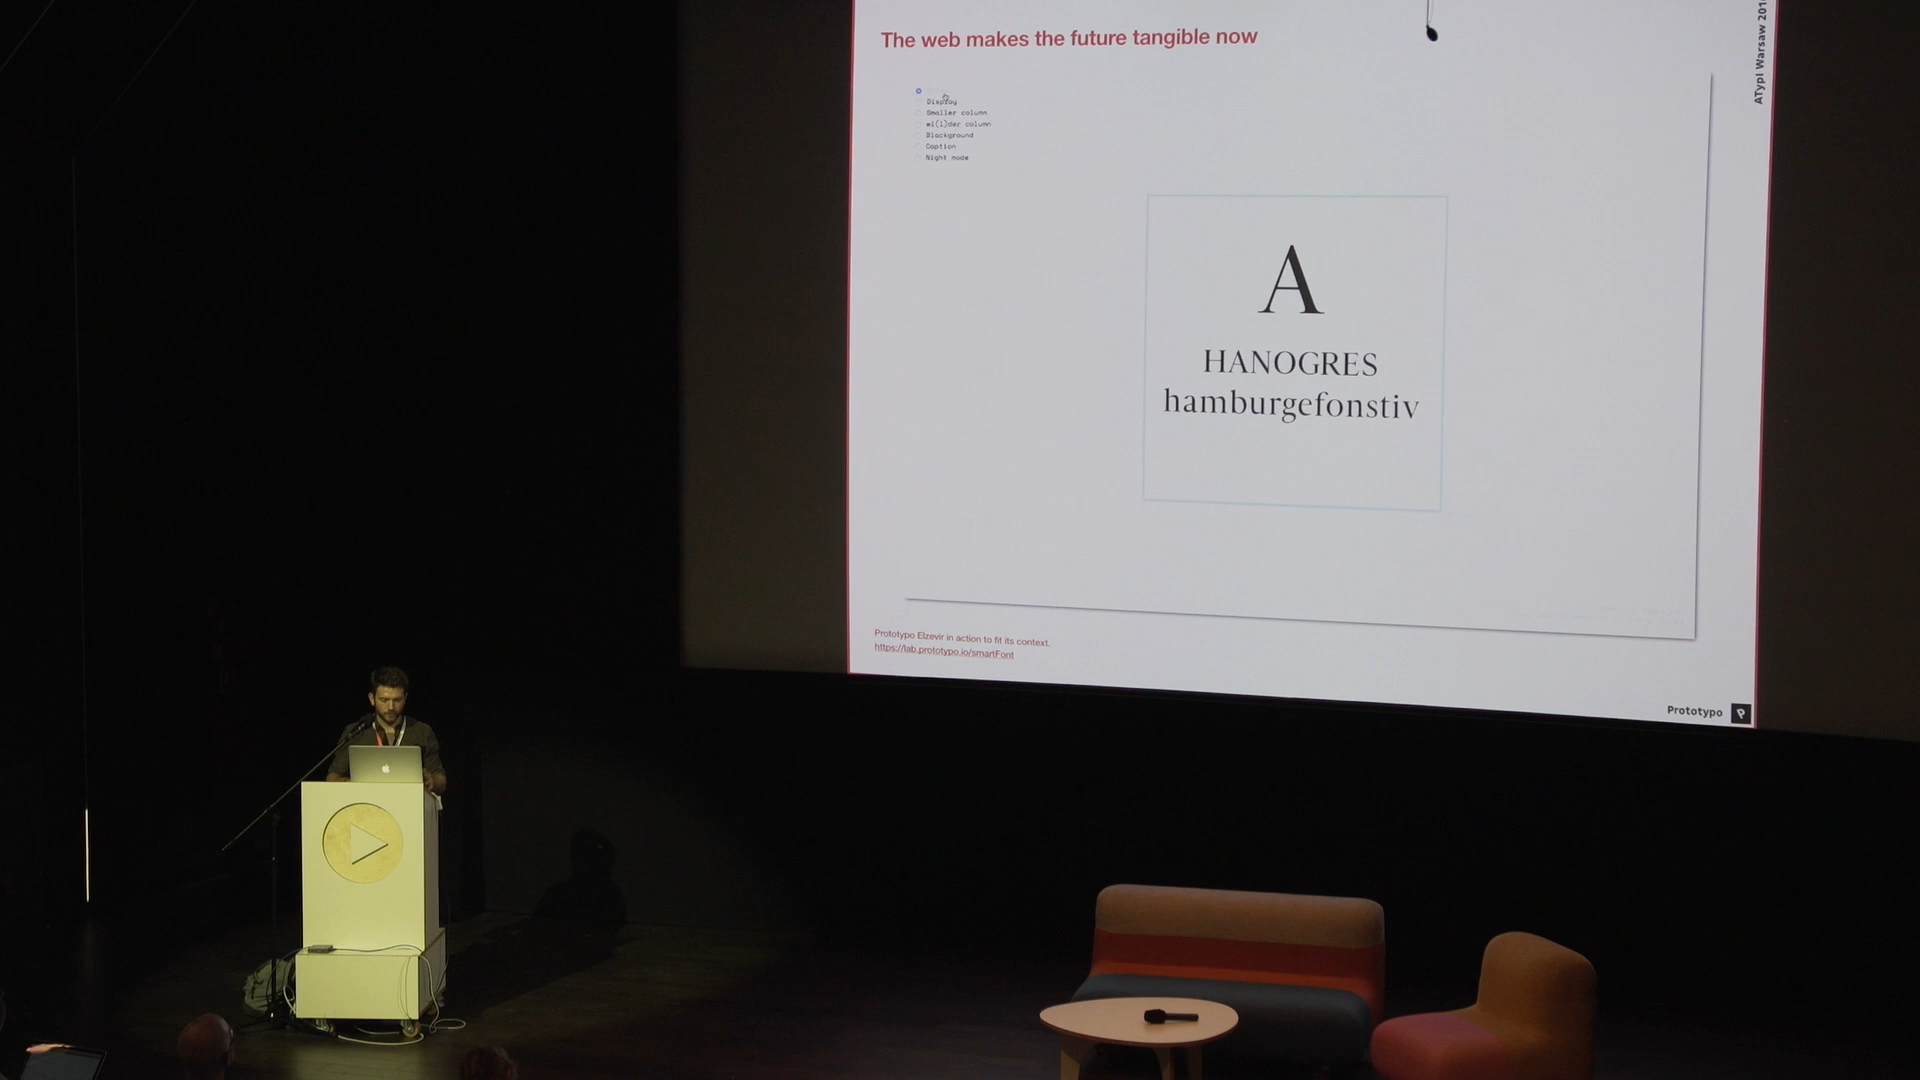 The web makes the future tangible now
ATypI Warsaw 201
Display
Smaller column
wi(l)der column
Blackground
Caption
Night mode
A
HANOGRES
hamburgefonstiv
Prototypo Elzevir in action to fit its context.
https://lab.prototypo.io/smartFont
Prototypo